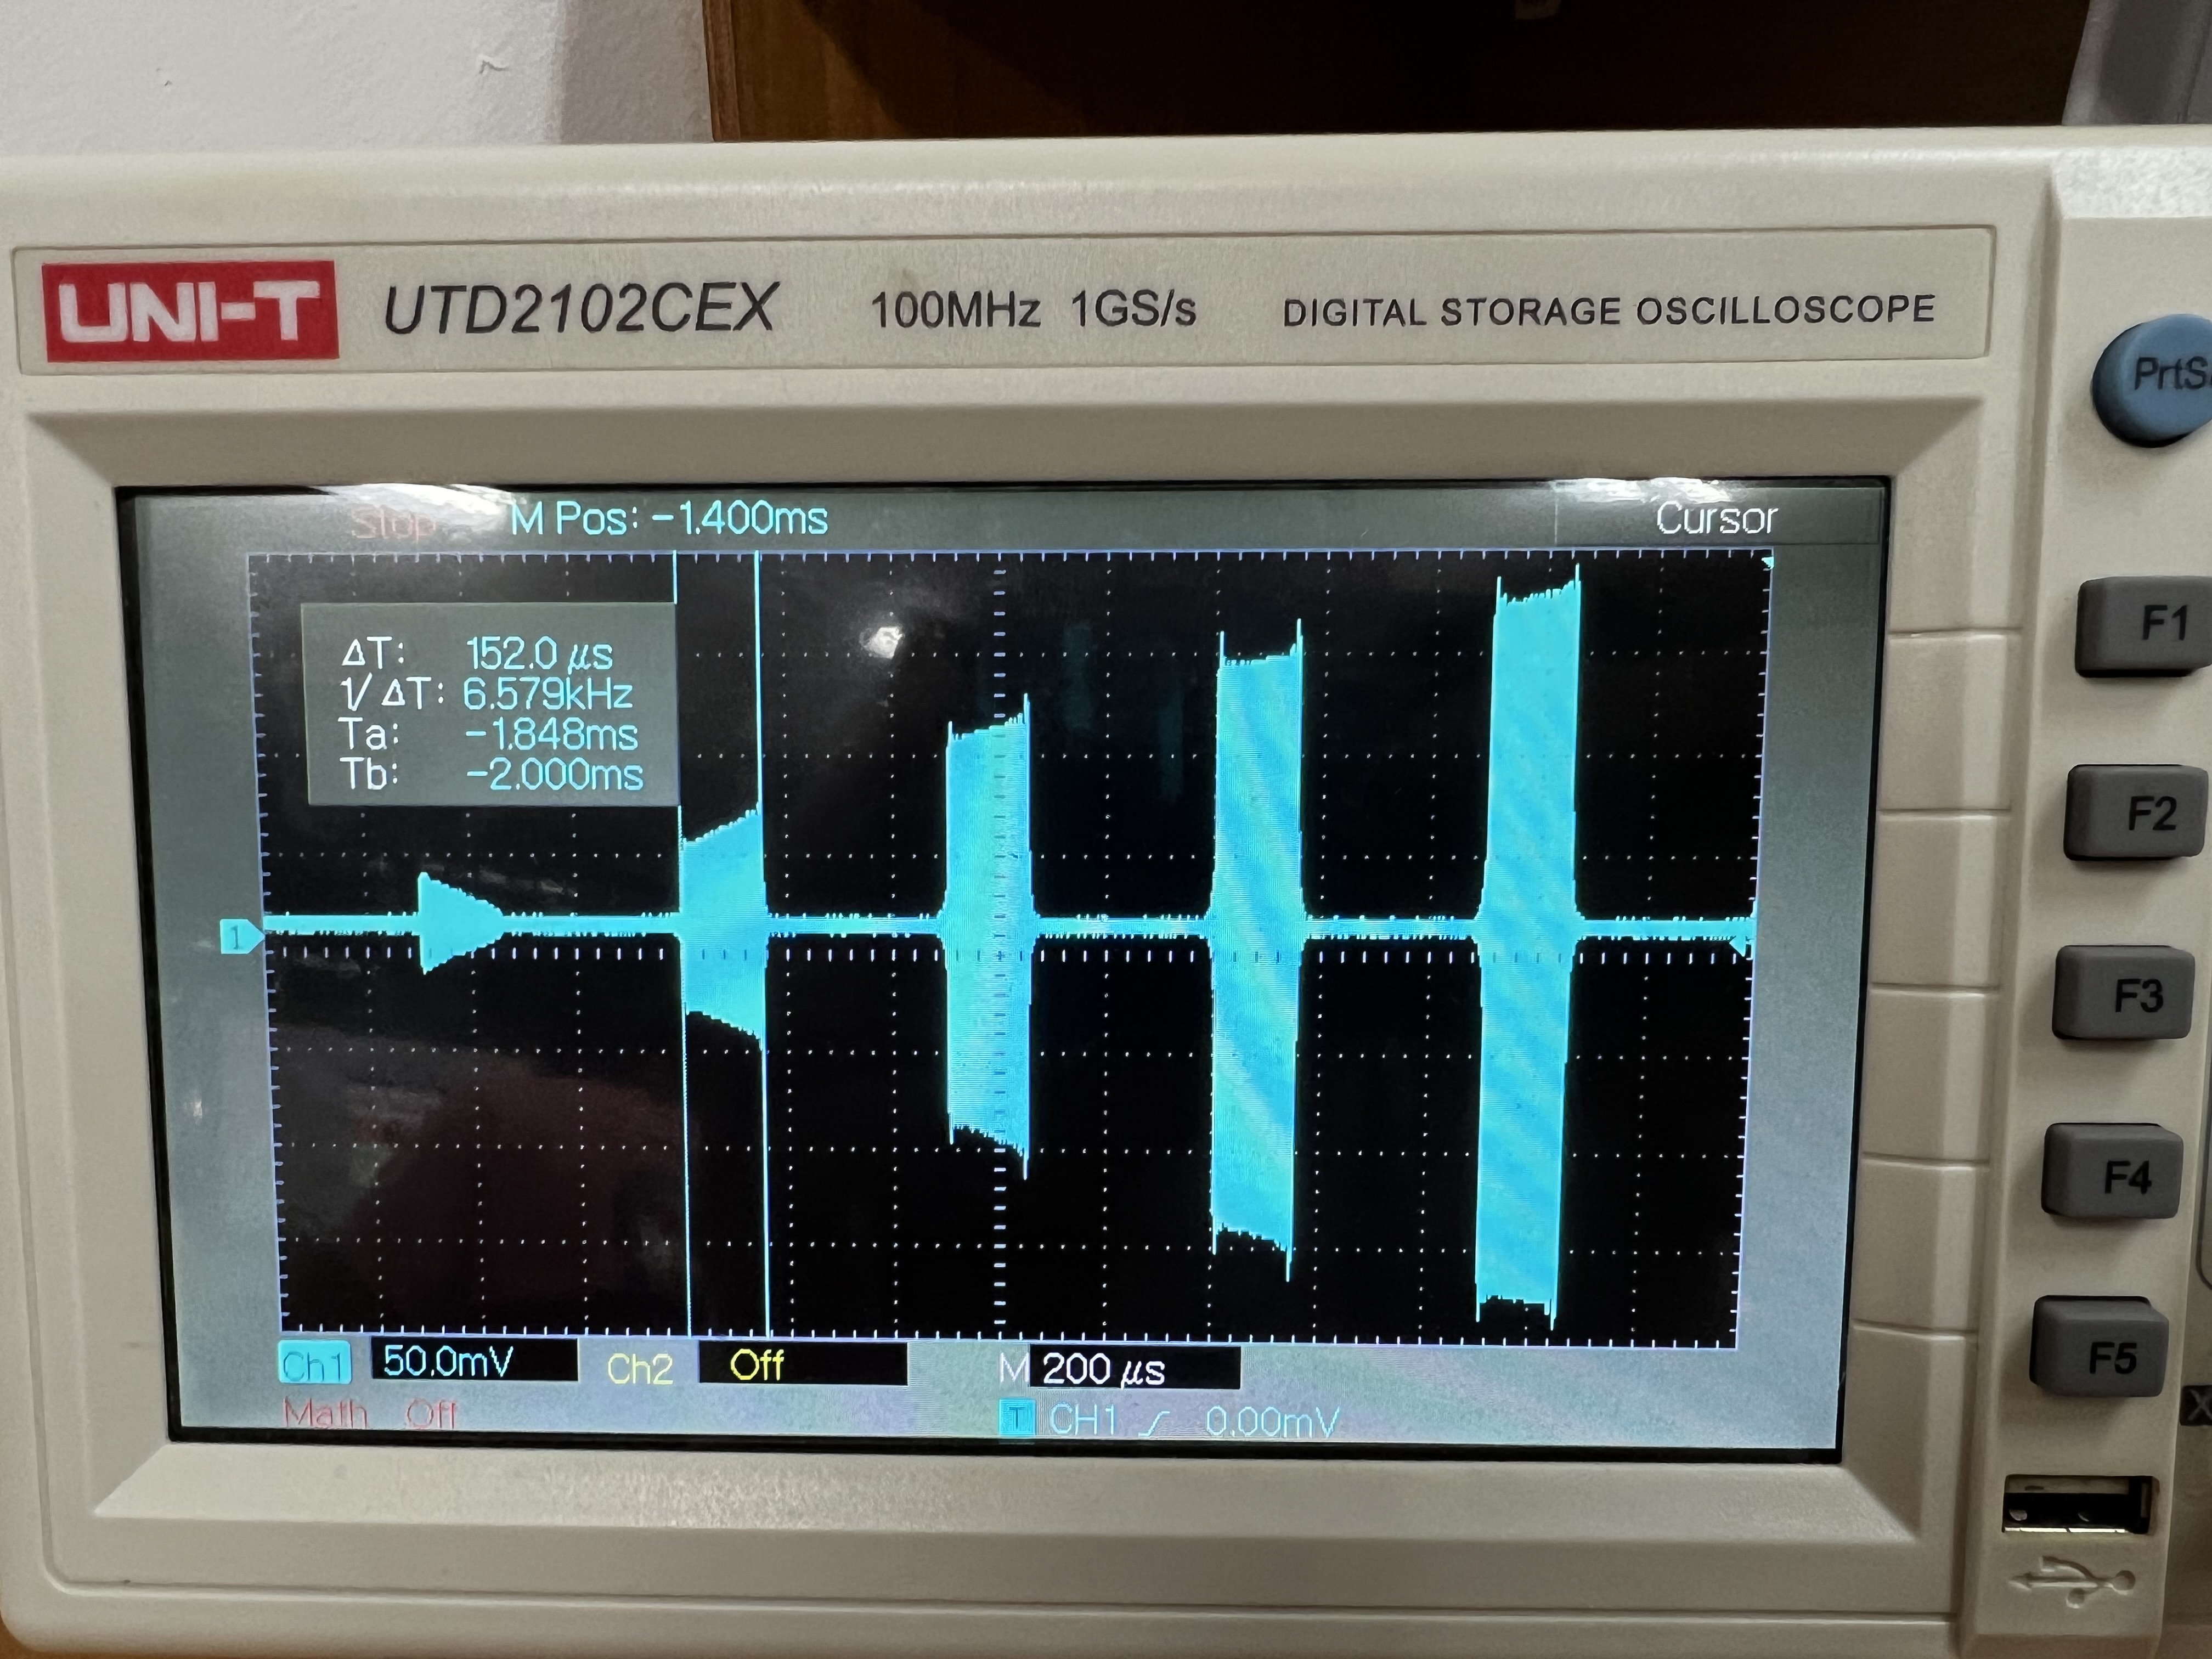 UNI-T UTD2102CEX 100MHz 1GS/s DIGITAL STORAGE OSCILLOSCOPE
Stop M Pos: -1.400ms Cursor
ΔT: 152.0 μs
1/ΔT: 6.579kHz
Ta: -1.848ms
Tb: -2.000ms
1
Ch1 50.0mV Ch2 Off M 200 μs
Math Off T CH1 0.00mV
F1
F2
F3
F4
F5